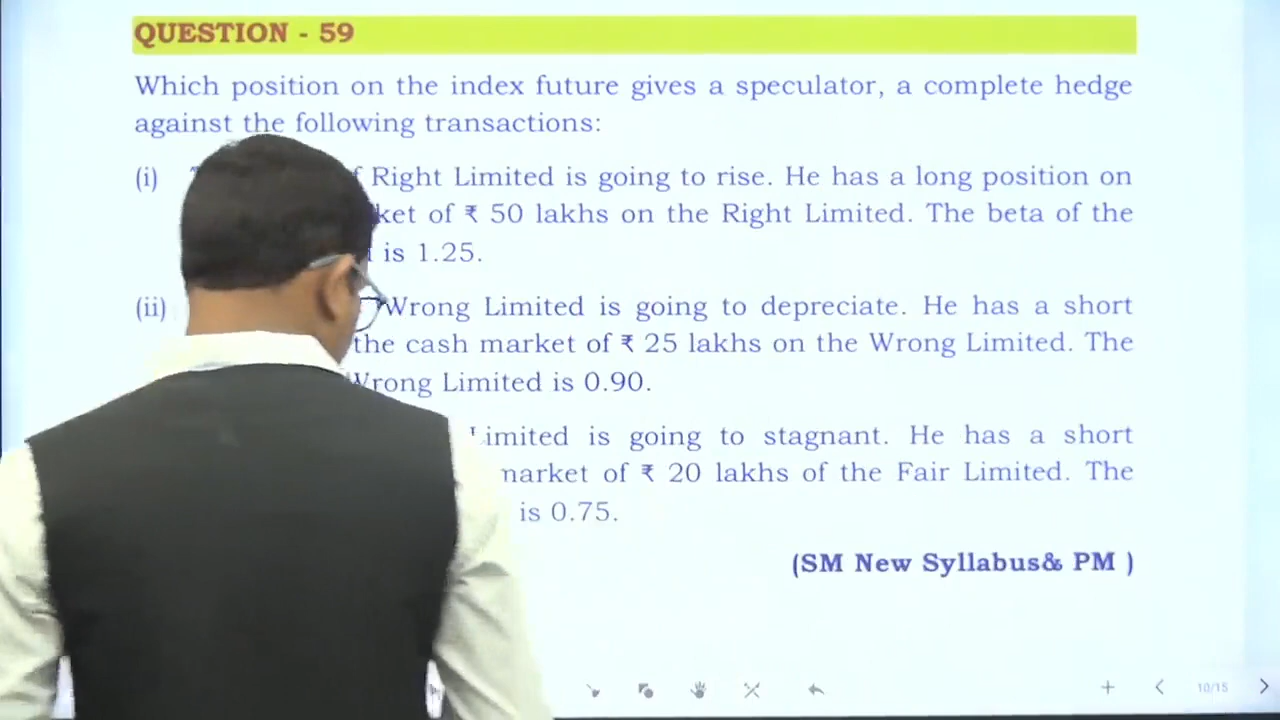 QUESTION - 59
Which position on the index future gives a speculator, a complete hedge
against the following transactions:
(i) Right Limited is going to rise. He has a long position on
of ₹ 50 lakhs on the Right Limited. The beta of the
is 1.25.
(ii) Wrong Limited is going to depreciate. He has a short
the cash market of ₹ 25 lakhs on the Wrong Limited. The
Wrong Limited is 0.90.
Limited is going to stagnant. He has a short
market of ₹ 20 lakhs of the Fair Limited. The
is 0.75.
(SM New Syllabus& PM )
10/15